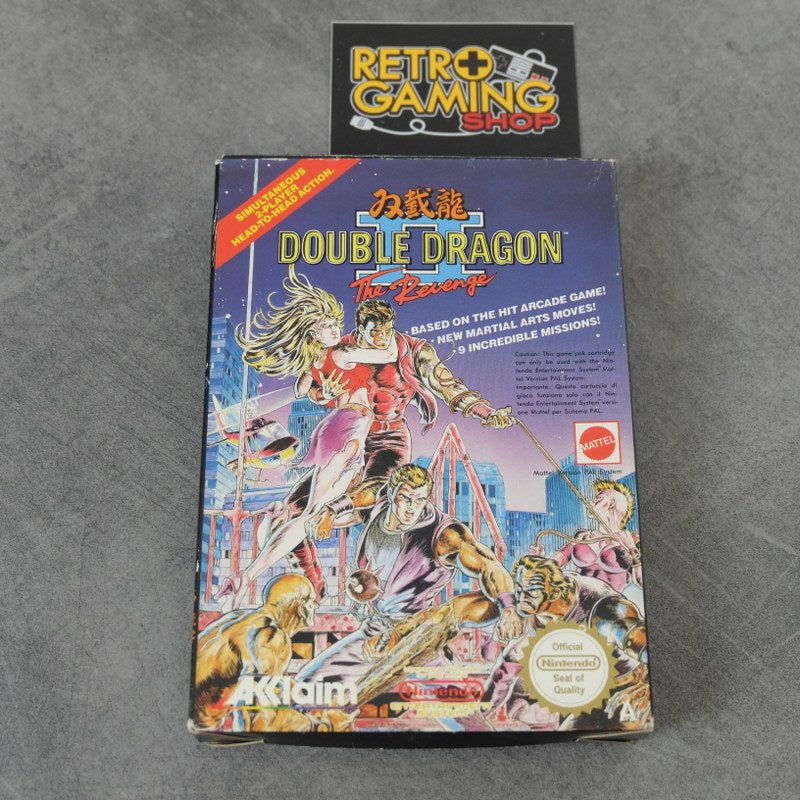 RETRO
GAMING
SHOP
SIMULTANEOUS
2-PLAYER
HEAD-TO-HEAD ACTION.
双截龍
II
DOUBLE DRAGON™
The Revenge
· BASED ON THE HIT ARCADE GAME!
· NEW MARTIAL ARTS MOVES!
· 9 INCREDIBLE MISSIONS!
Caution: This game pak cartridge
can only be used with the Nin-
tendo Entertainment System Mat-
tel Version PAL System.
Importante: Questa cartuccia di
gioco funziona solo con il Nin-
tendo Entertainment System versi-
one Mattel per Sistema PAL.
MATTEL
Mattel Version PAL System
Official
Nintendo
Seal of
Quality
AKKlaim
Nintendo
ENTERTAINMENT
SYSTEM
A